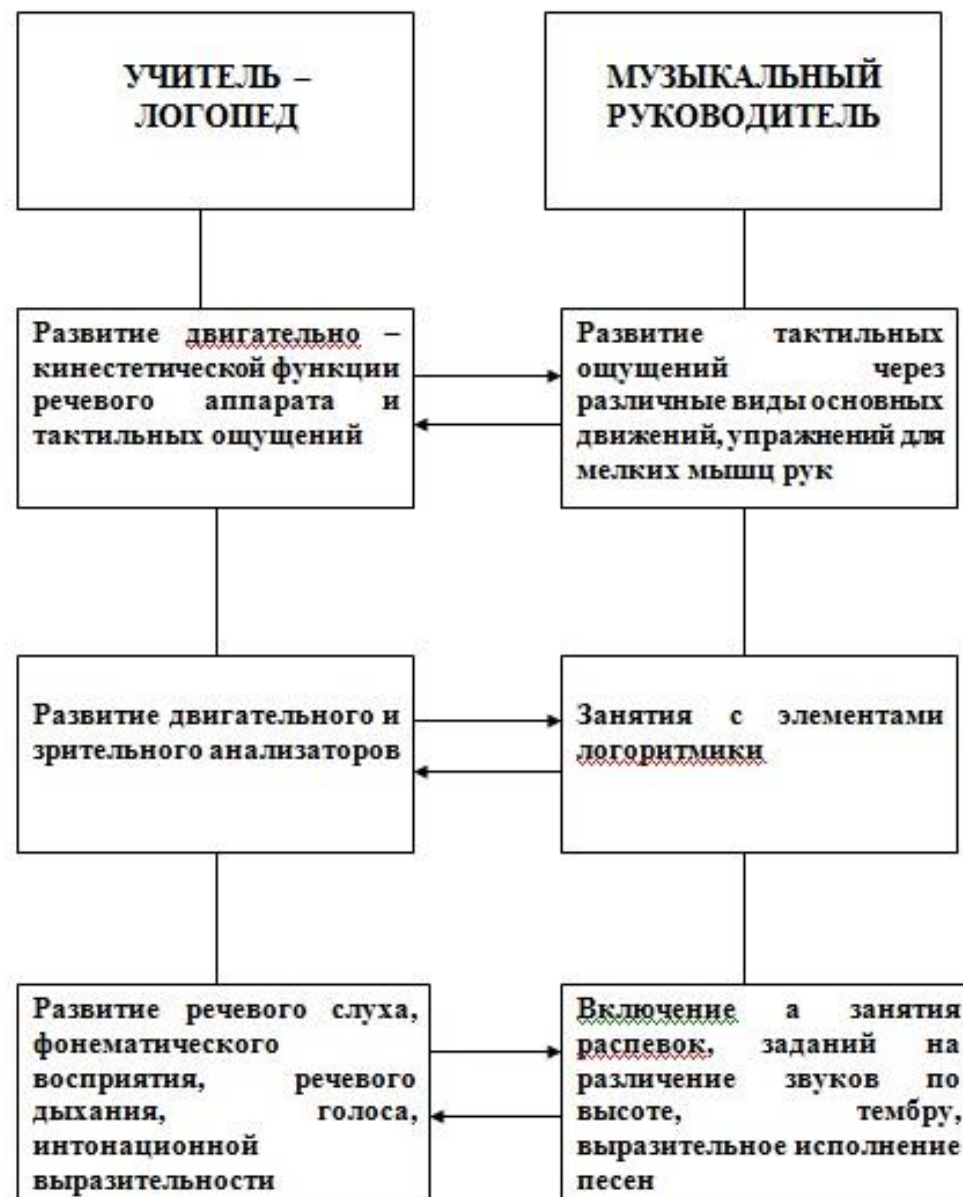 УЧИТЕЛЬ –
ЛОГОПЕД
МУЗЫКАЛЬНЫЙ
РУКОВОДИТЕЛЬ
Развитие двигательно –
кинестетической функции
речевого аппарата и
тактильных ощущений
Развитие тактильных
ощущений через
различные виды основных
движений, упражнений для
мелких мышц рук
Развитие двигательного и
зрительного анализаторов
Занятия с элементами
логоритмики
Развитие речевого слуха,
фонематического
восприятия, речевого
дыхания, голоса,
интонационной
выразительности
Включение а занятия
распевок, заданий на
различение звуков по
высоте, тембру,
выразительное исполнение
песен